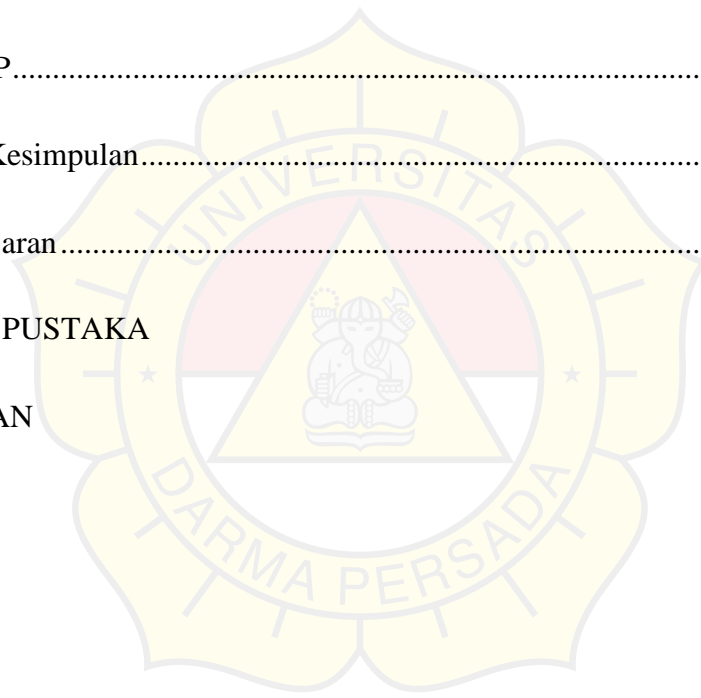 P........................................................................
Kesimpulan...........................................................
aran....................................................................
PUSTAKA
AN
UNIVERSITAS
DARMA PERSADA